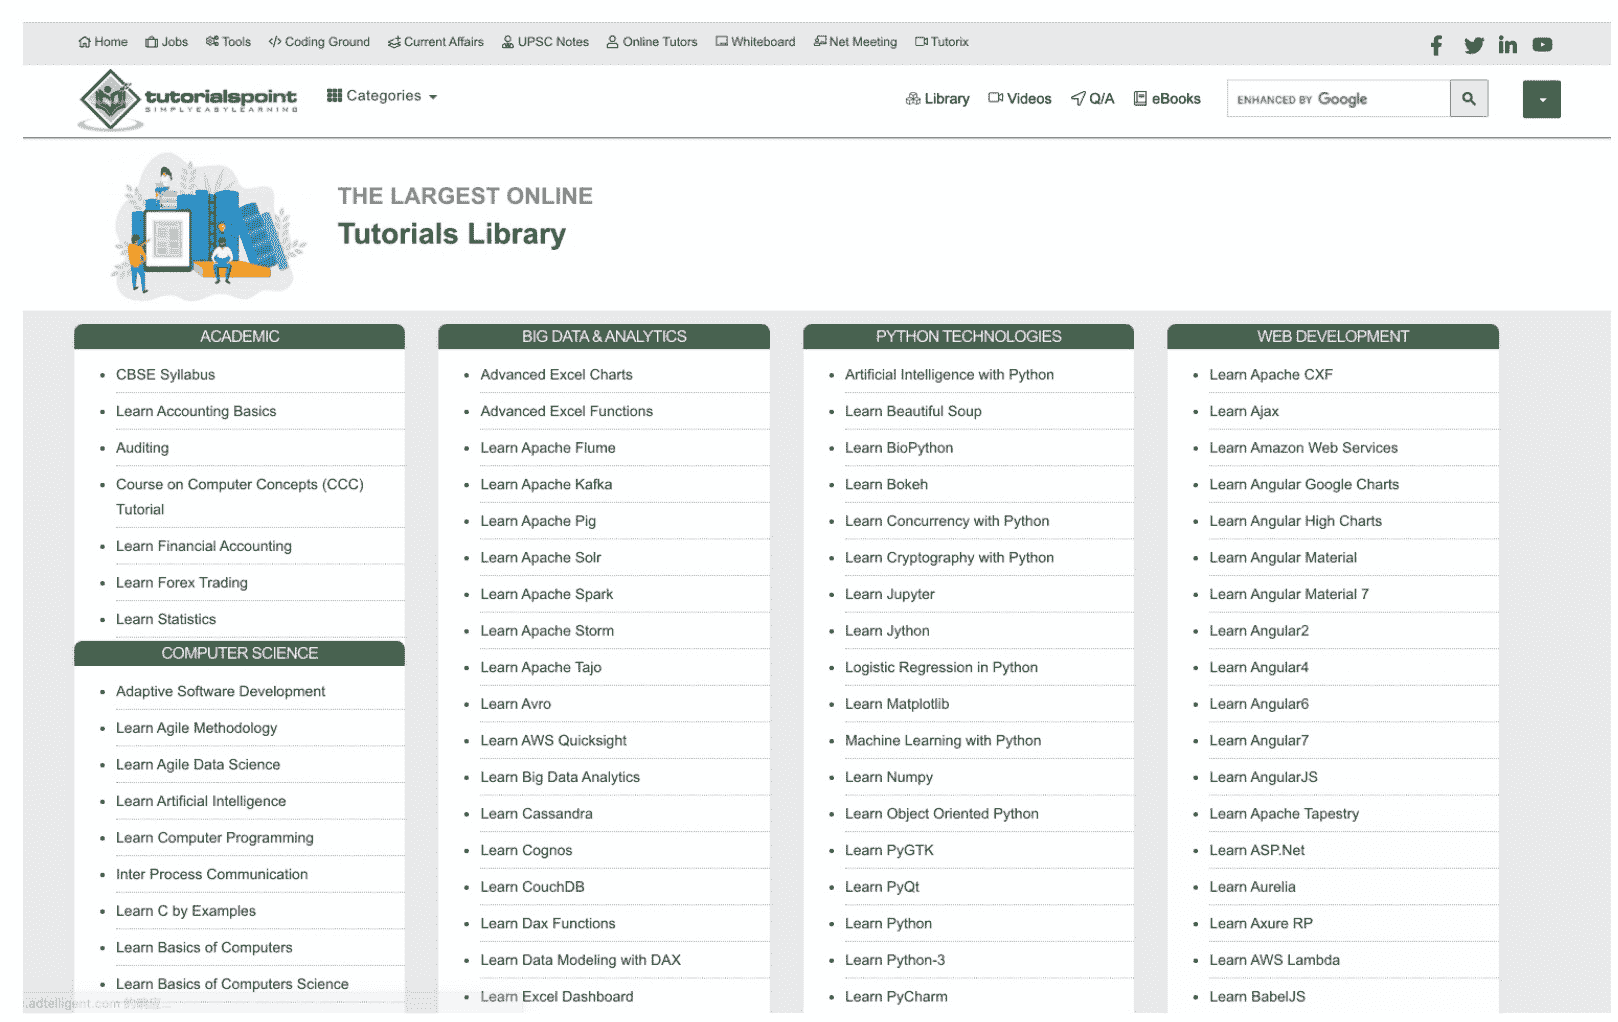 Home Jobs Tools Coding Ground Current Affairs UPSC Notes Online Tutors Whiteboard Net Meeting Tutorix
tutorialspoint
SIMPLYEASYLEARNING
Categories
Library Videos Q/A eBooks
ENHANCED BY Google
THE LARGEST ONLINE
Tutorials Library
ACADEMIC
CBSE Syllabus
Learn Accounting Basics
Auditing
Course on Computer Concepts (CCC)
Tutorial
Learn Financial Accounting
Learn Forex Trading
Learn Statistics
COMPUTER SCIENCE
Adaptive Software Development
Learn Agile Methodology
Learn Agile Data Science
Learn Artificial Intelligence
Learn Computer Programming
Inter Process Communication
Learn C by Examples
Learn Basics of Computers
Learn Basics of Computers Science
BIG DATA & ANALYTICS
Advanced Excel Charts
Advanced Excel Functions
Learn Apache Flume
Learn Apache Kafka
Learn Apache Pig
Learn Apache Solr
Learn Apache Spark
Learn Apache Storm
Learn Apache Tajo
Learn Avro
Learn AWS Quicksight
Learn Big Data Analytics
Learn Cassandra
Learn Cognos
Learn CouchDB
Learn Dax Functions
Learn Data Modeling with DAX
Learn Excel Dashboard
PYTHON TECHNOLOGIES
Artificial Intelligence with Python
Learn Beautiful Soup
Learn BioPython
Learn Bokeh
Learn Concurrency with Python
Learn Cryptography with Python
Learn Jupyter
Learn Jython
Logistic Regression in Python
Learn Matplotlib
Machine Learning with Python
Learn Numpy
Learn Object Oriented Python
Learn PyGTK
Learn PyQt
Learn Python
Learn Python-3
Learn PyCharm
WEB DEVELOPMENT
Learn Apache CXF
Learn Ajax
Learn Amazon Web Services
Learn Angular Google Charts
Learn Angular High Charts
Learn Angular Material
Learn Angular Material 7
Learn Angular2
Learn Angular4
Learn Angular6
Learn Angular7
Learn AngularJS
Learn Apache Tapestry
Learn ASP.Net
Learn Aurelia
Learn Axure RP
Learn AWS Lambda
Learn BabelJS
.adtelligent.com 的响应...